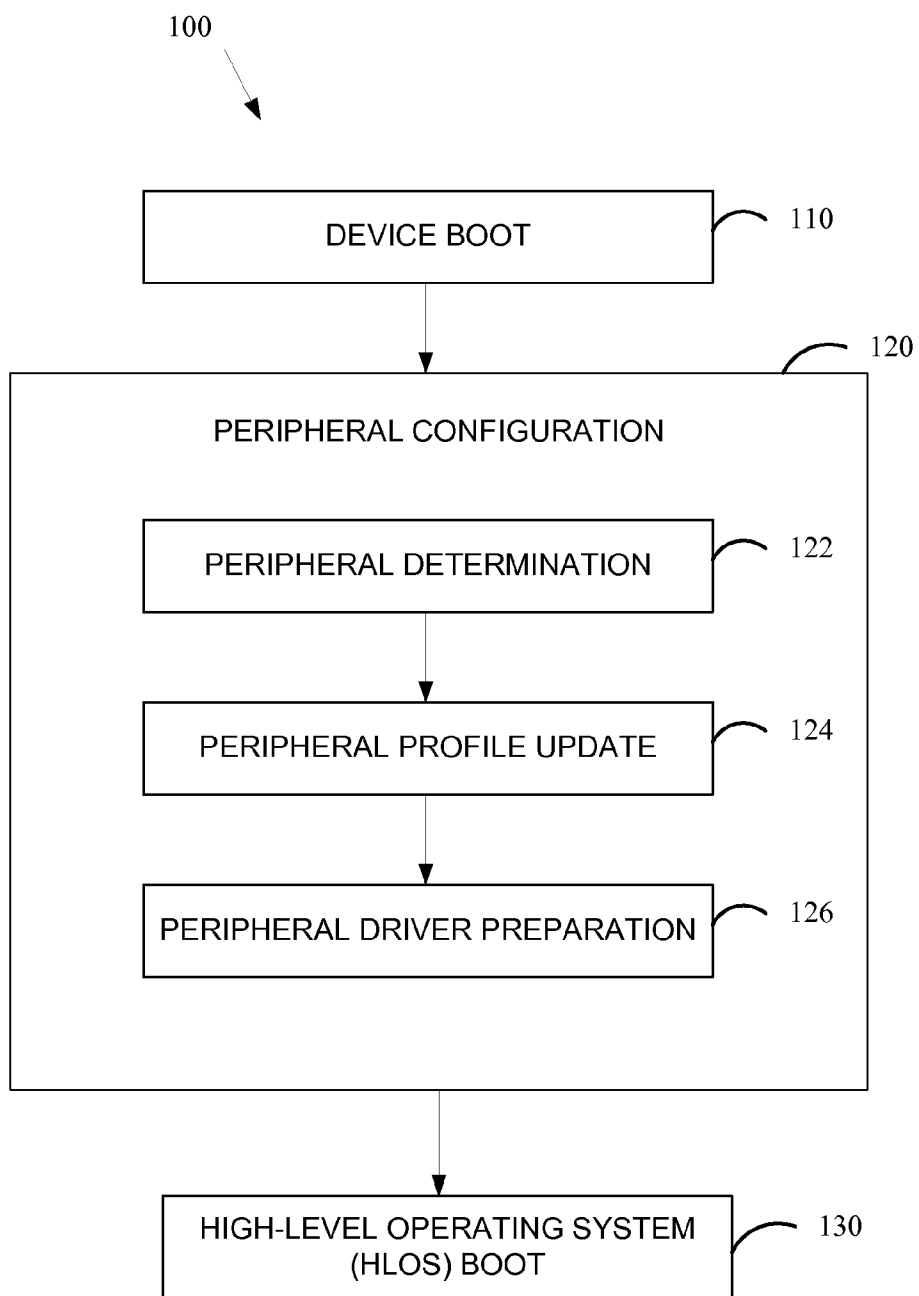 100
DEVICE BOOT
110
120
PERIPHERAL CONFIGURATION
PERIPHERAL DETERMINATION
122
PERIPHERAL PROFILE UPDATE
124
PERIPHERAL DRIVER PREPARATION
126
HIGH-LEVEL OPERATING SYSTEM
(HLOS) BOOT
130